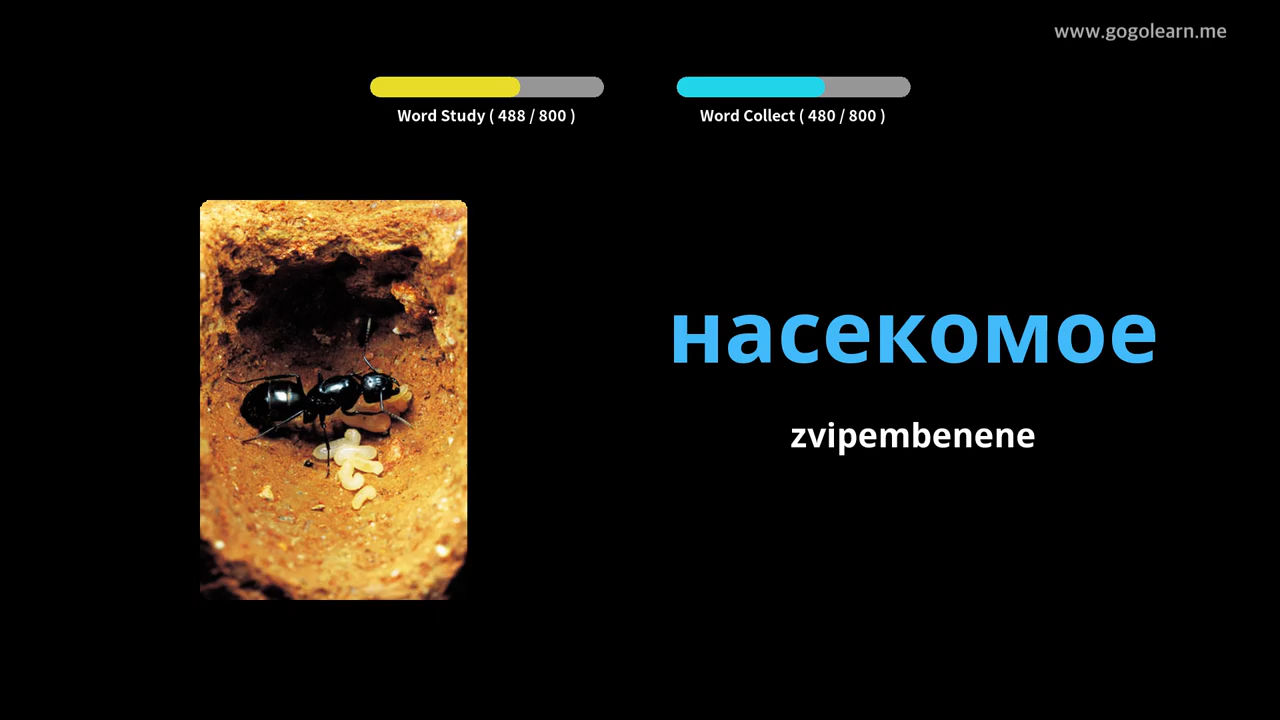 www.gogolearn.me
Word Study ( 488 / 800 )
Word Collect ( 480 / 800 )
насекомое
zvipembenene